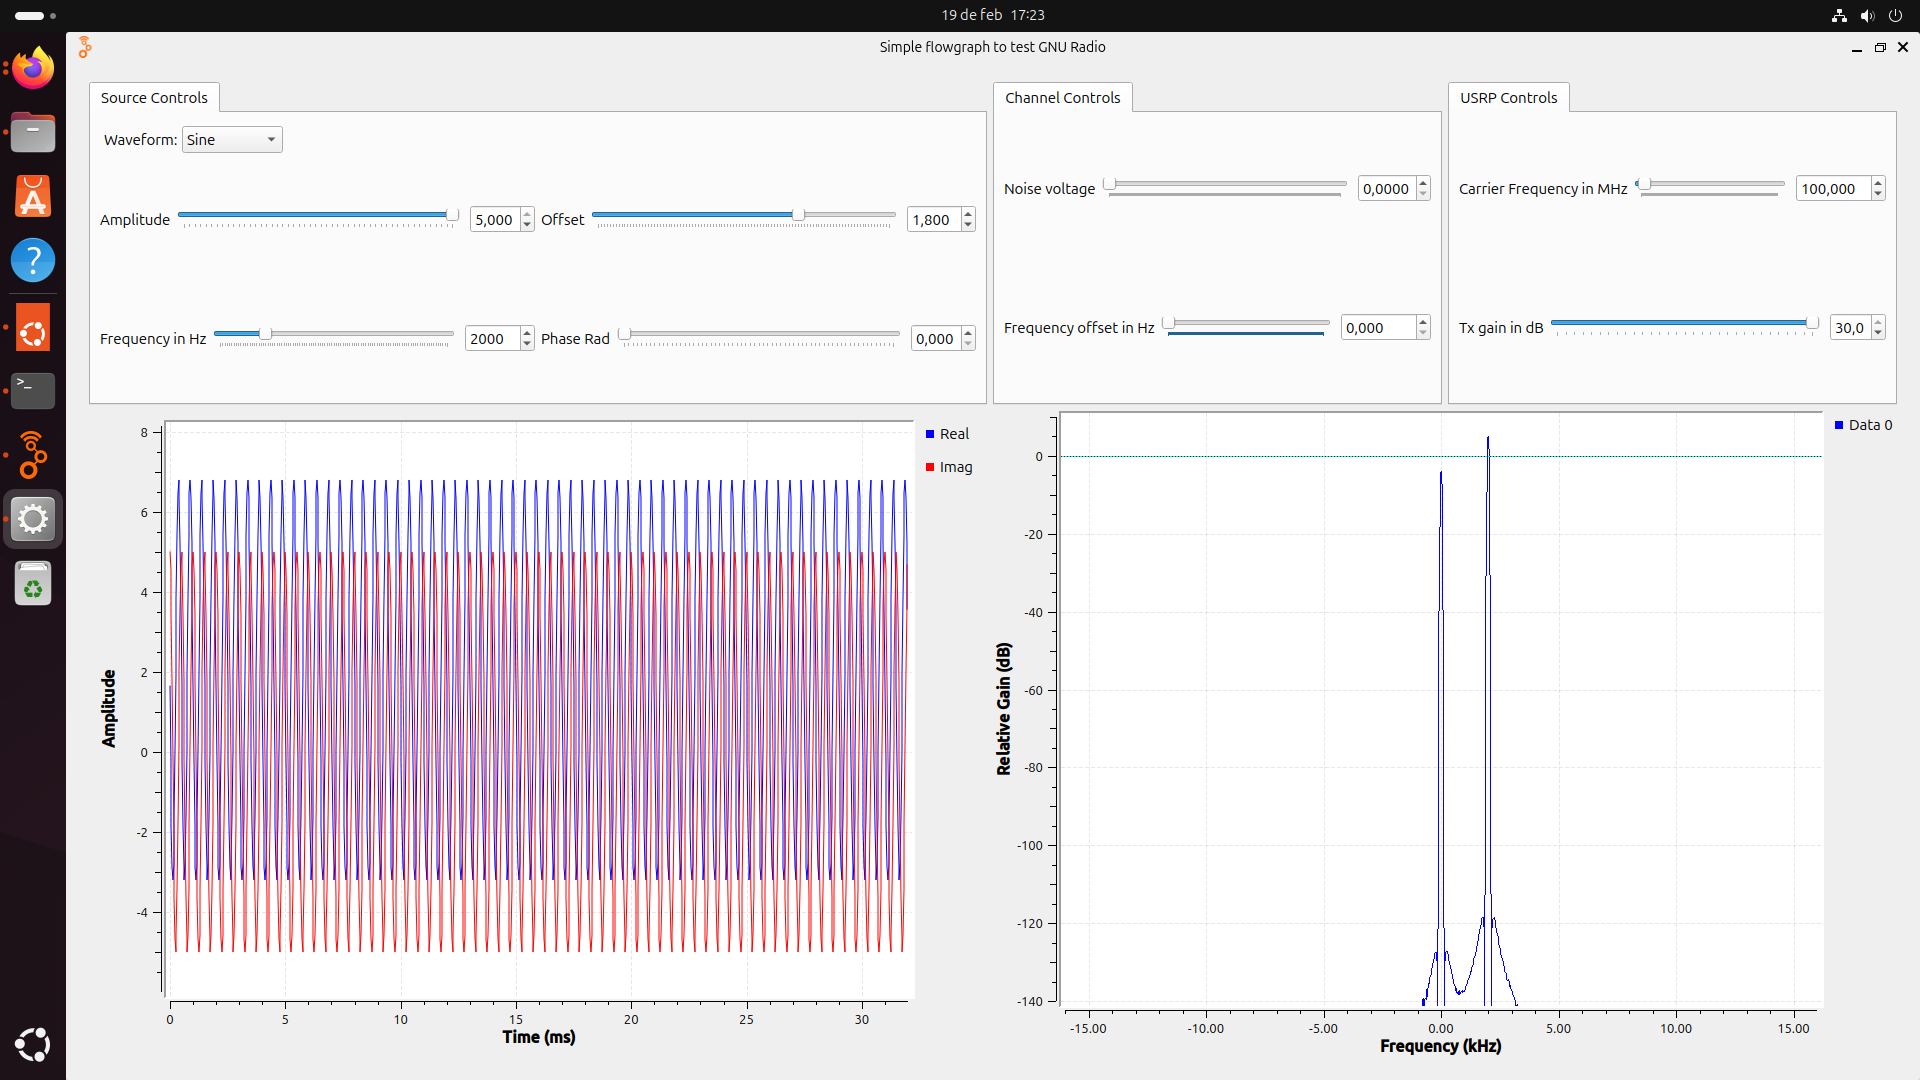 19 de feb 17:23
Simple flowgraph to test GNU Radio
Source Controls
Waveform: Sine
Amplitude 5,000 Offset 1,800
Frequency in Hz 2000 Phase Rad 0,000
Channel Controls
Noise voltage 0,0000
Frequency offset in Hz 0,000
USRP Controls
Carrier Frequency in MHz 100,000
Tx gain in dB 30,0
8
6
4
2
0
-2
-4
Amplitude
0 5 10 15 20 25 30
Time (ms)
Real
Imag
0
-20
-40
-60
-80
-100
-120
-140
Relative Gain (dB)
-15.00 -10.00 -5.00 0.00 5.00 10.00 15.00
Frequency (kHz)
Data 0